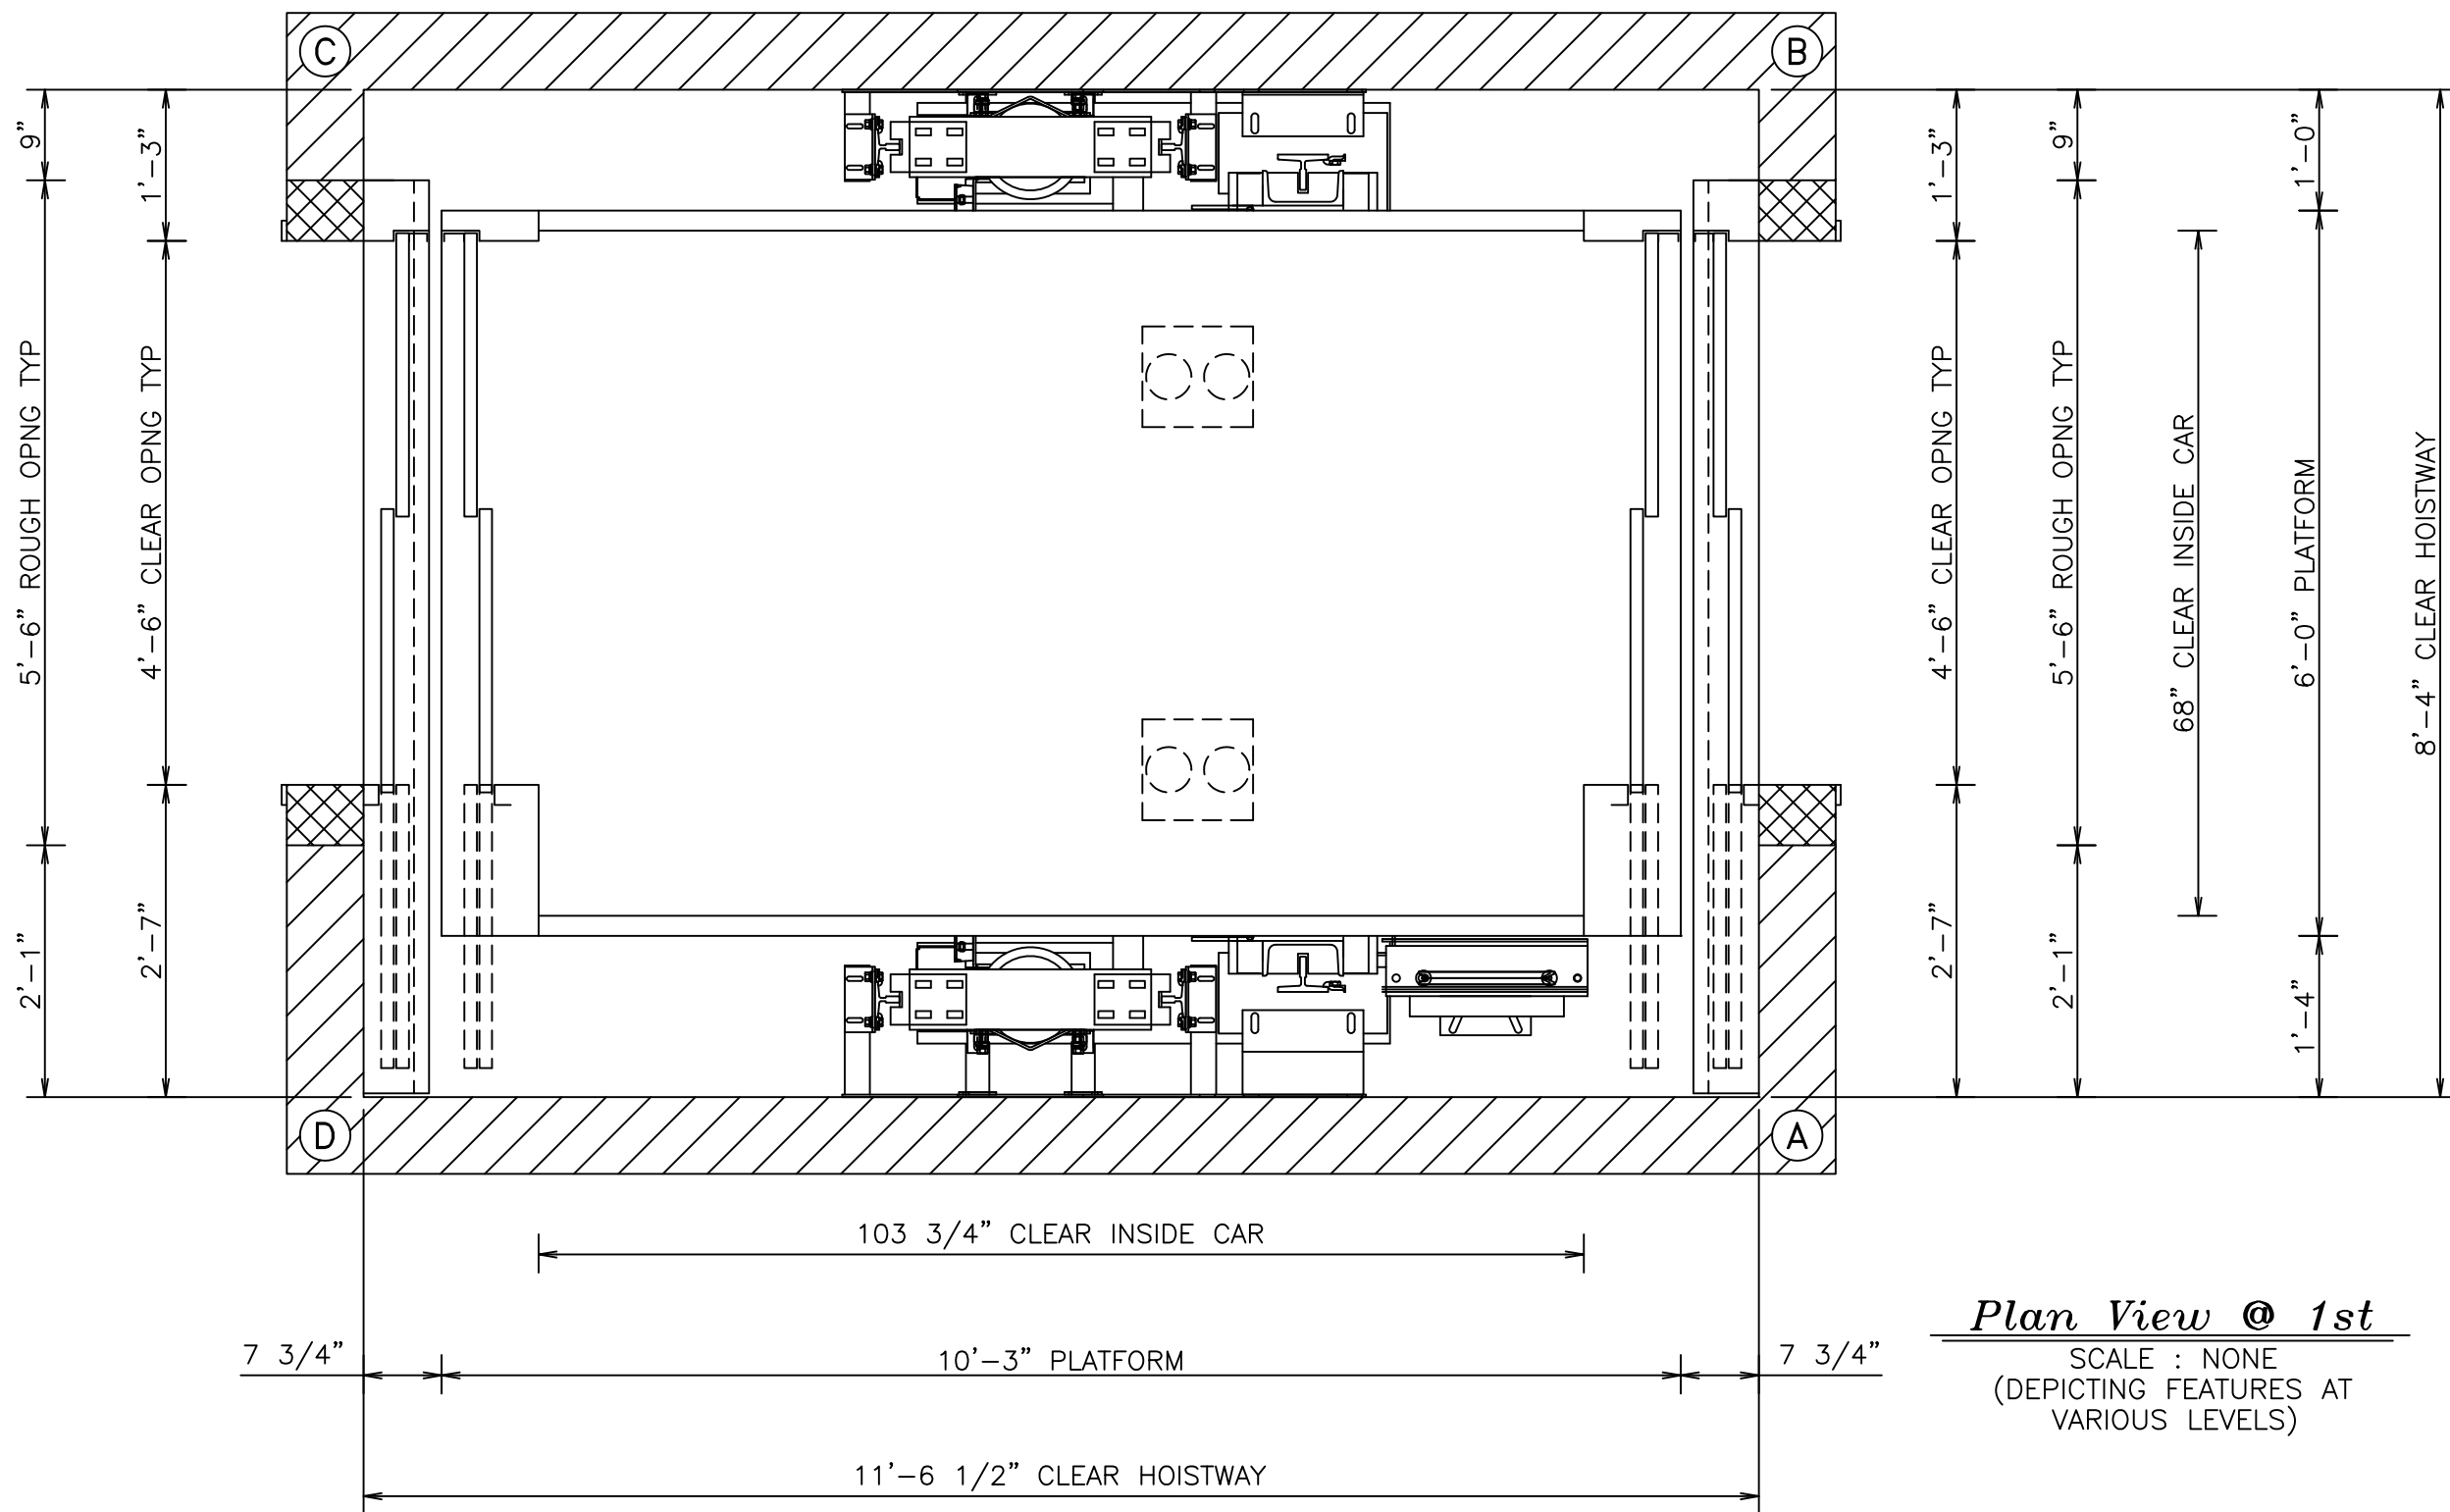 C
B
9"
1'-3"
5'-6" ROUGH OPNG TYP
4'-6" CLEAR OPNG TYP
2'-1"
2'-7"
1'-3"
9"
1'-0"
4'-6" CLEAR OPNG TYP
5'-6" ROUGH OPNG TYP
68" CLEAR INSIDE CAR
6'-0" PLATFORM
8'-4" CLEAR HOISTWAY
2'-7"
2'-1"
1'-4"
D
A
103 3/4" CLEAR INSIDE CAR
7 3/4"
10'-3" PLATFORM
7 3/4"
11'-6 1/2" CLEAR HOISTWAY
Plan View @ 1st
SCALE : NONE
(DEPICTING FEATURES AT
VARIOUS LEVELS)